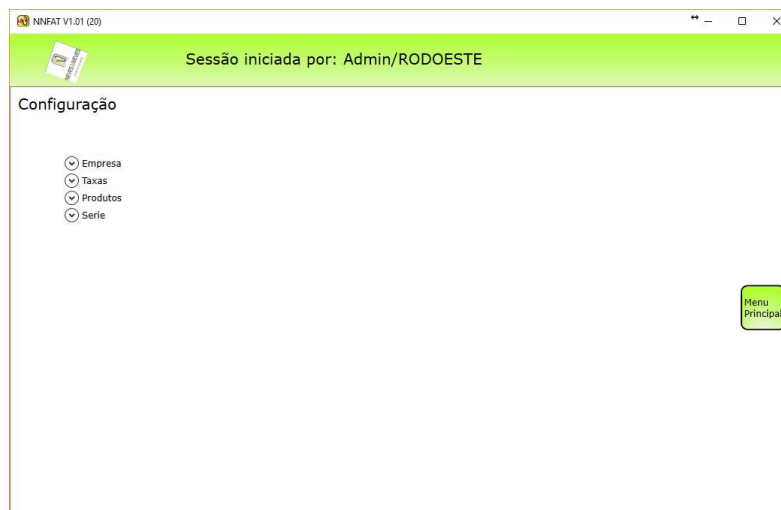 NNFAT V1.01 (20)
Sessão iniciada por: Admin/RODOESTE
Configuração
Empresa
Taxas
Produtos
Serie
Menu
Principal